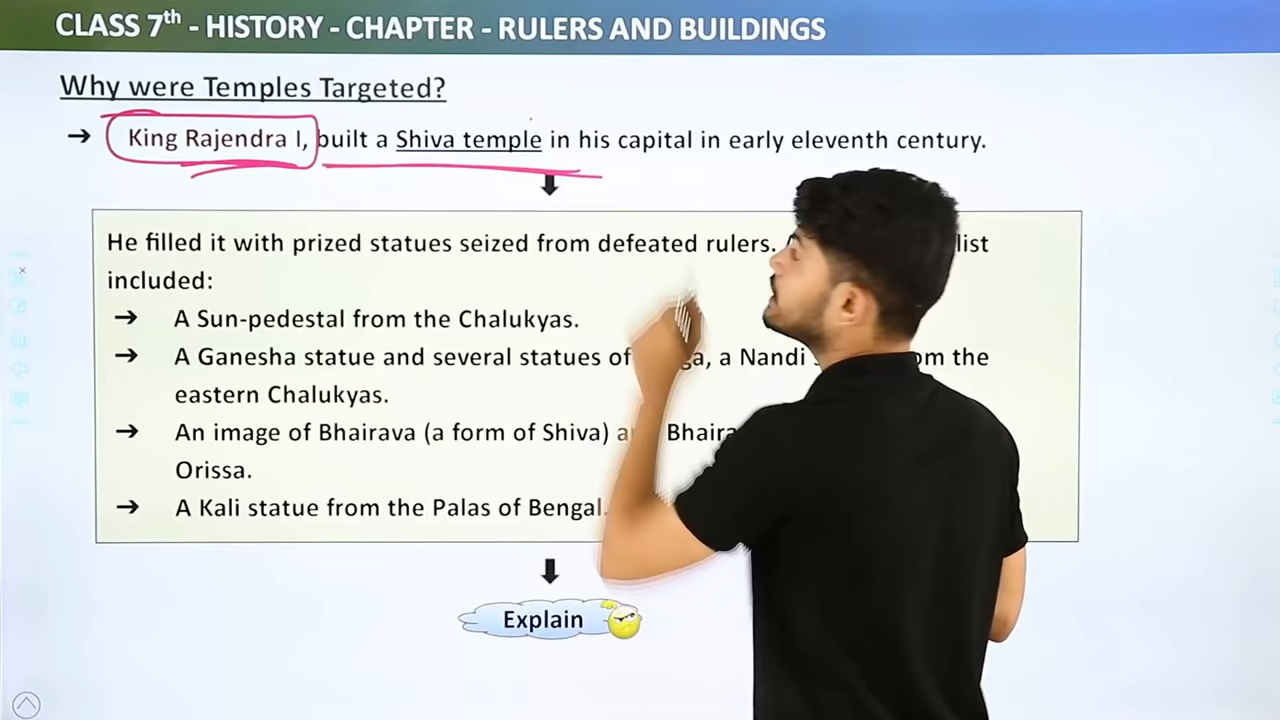 CLASS 7th - HISTORY - CHAPTER - RULERS AND BUILDINGS
Why were Temples Targeted?
→ King Rajendra I, built a Shiva temple in his capital in early eleventh century.
He filled it with prized statues seized from defeated rulers. list
included:
→ A Sun-pedestal from the Chalukyas.
→ A Ganesha statue and several statues of a, a Nandi the
eastern Chalukyas.
→ An image of Bhairava (a form of Shiva)
Orissa.
→ A Kali statue from the Palas of Bengal.
Explain